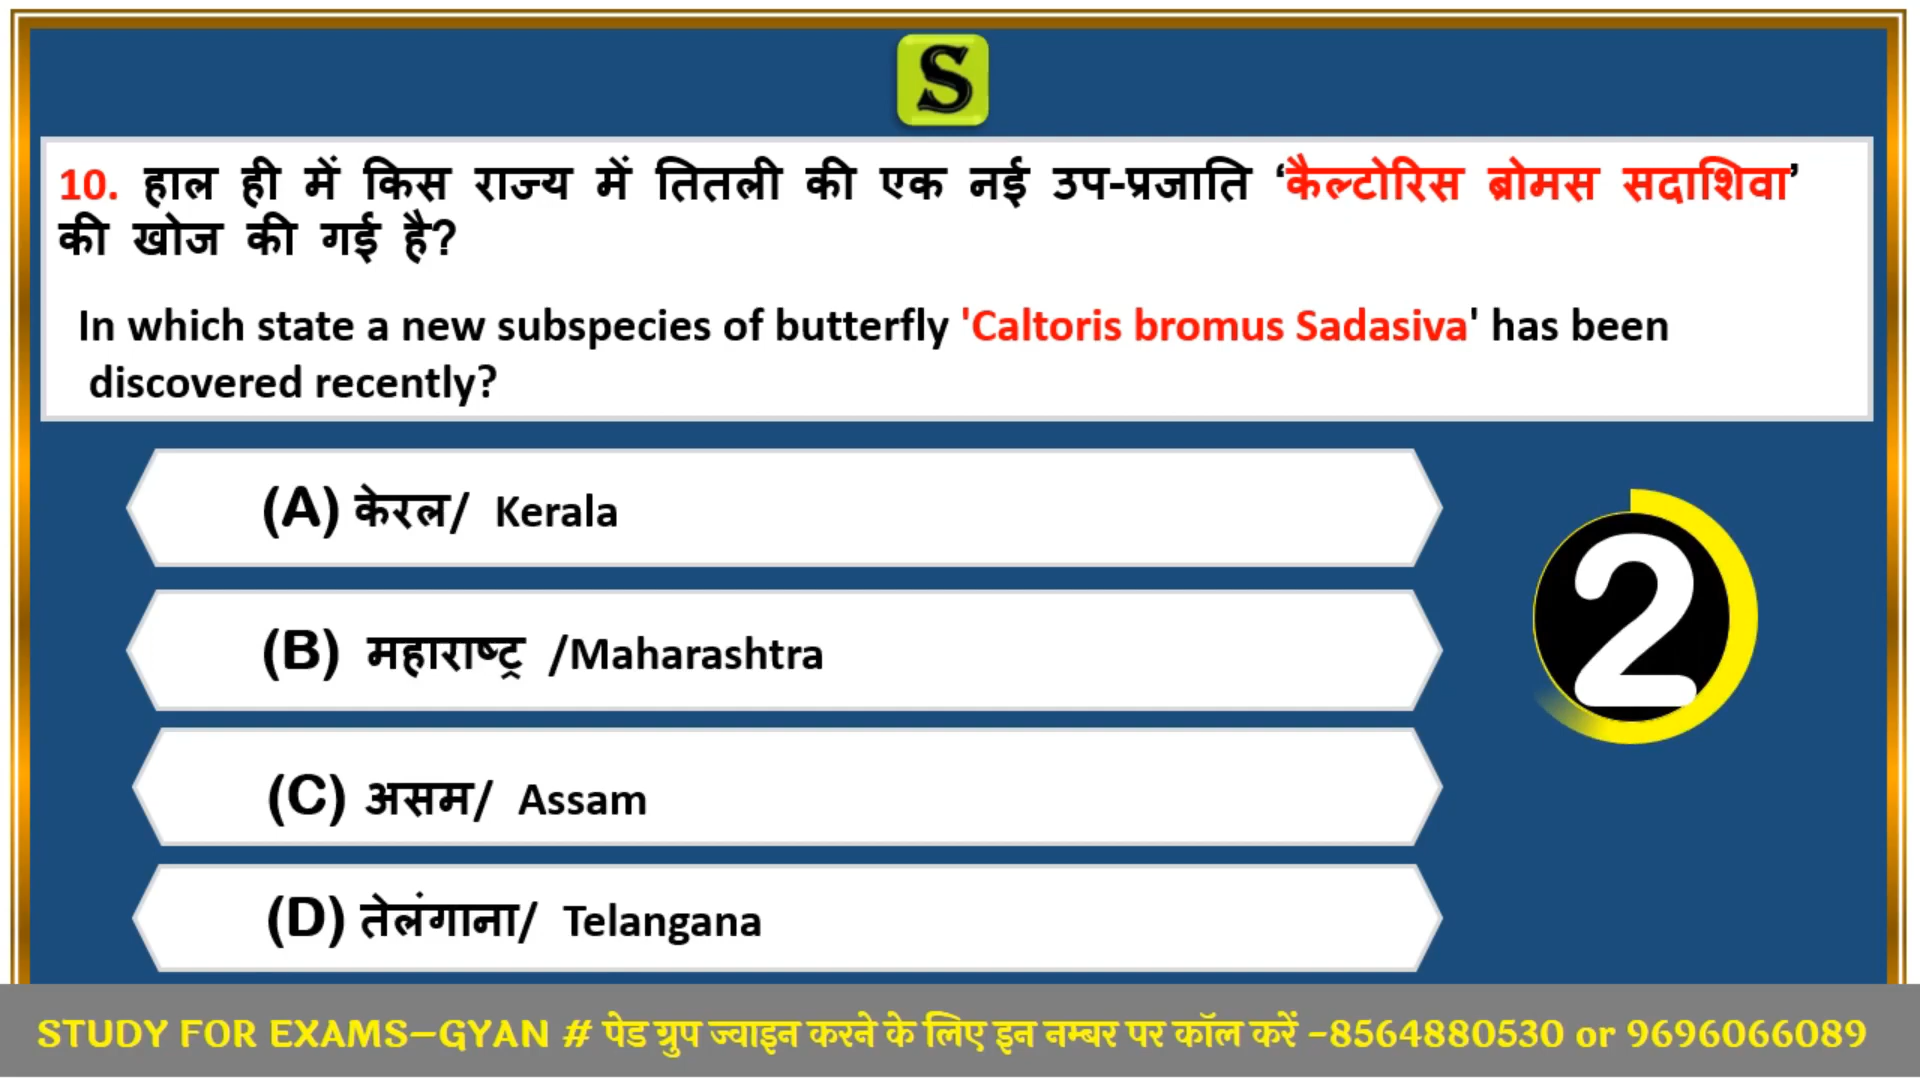 S
10. हाल ही में किस राज्य में तितली की एक नई उप-प्रजाति ‘कैल्टोरिस ब्रोमस सदाशिवा’
की खोज की गई है?
In which state a new subspecies of butterfly 'Caltoris bromus Sadasiva' has been
discovered recently?
(A) केरल/ Kerala
(B) महाराष्ट्र /Maharashtra
2
(C) असम/ Assam
(D) तेलंगाना/ Telangana
STUDY FOR EXAMS–GYAN # पेड ग्रुप ज्वाइन करने के लिए इन नम्बर पर कॉल करें -8564880530 or 9696066089